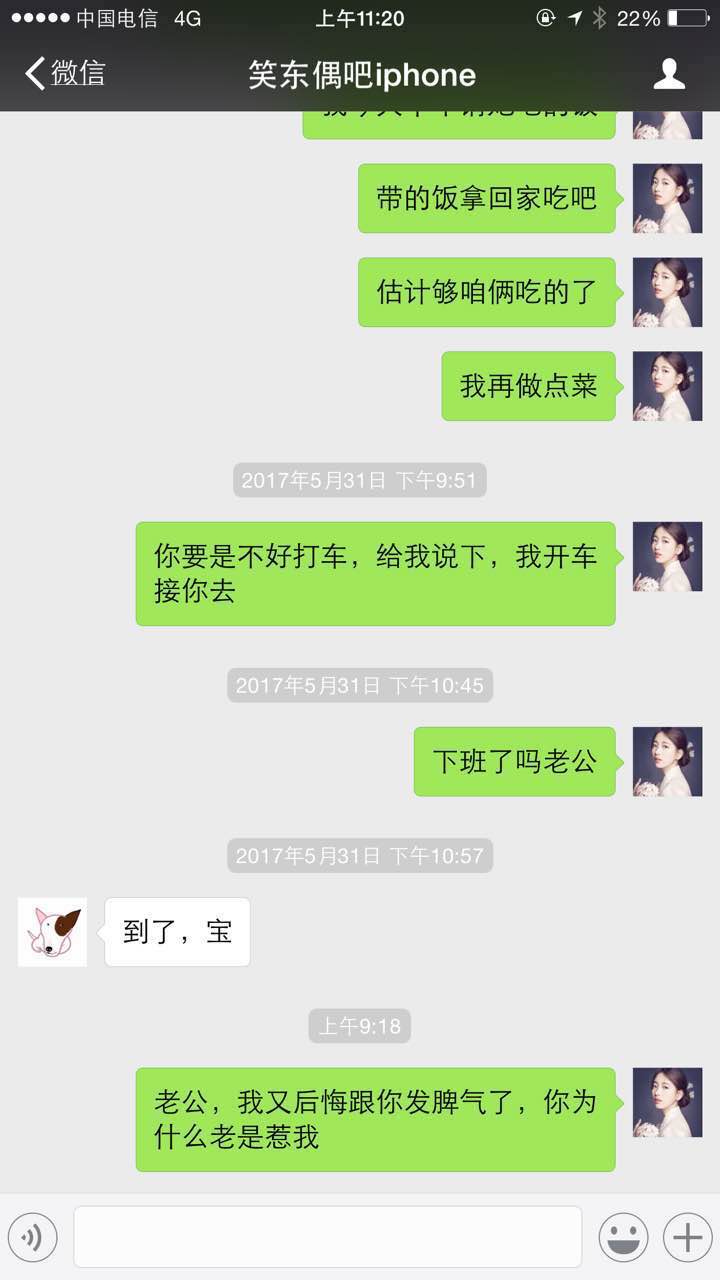 中国电信 4G 上午11:20 22%
微信 笑东偶吧iphone
带的饭拿回家吃吧
估计够咱俩吃的了
我再做点菜
2017年5月31日 下午9:51
你要是不好打车，给我说下，我开车
接你去
2017年5月31日 下午10:45
下班了吗老公
2017年5月31日 下午10:57
到了，宝
上午9:18
老公，我又后悔跟你发脾气了，你为
什么老是惹我